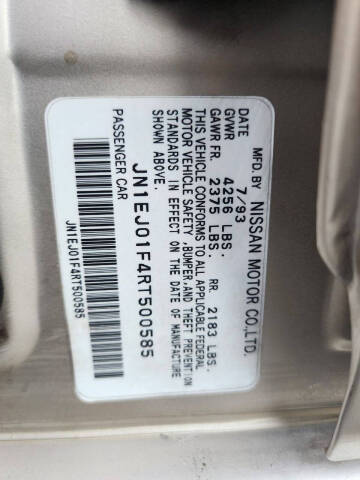 MFD. BY NISSAN MOTOR CO.,LTD.
DATE 7/93
GVWR 4256 LBS:
GAWR FR. 2375 LBS. RR. 2183 LBS.
THIS VEHICLE CONFORMS TO ALL APPLICABLE FEDERAL
MOTOR VEHICLE SAFETY ,BUMPER,AND THEFT PREVENTION
STANDARDS IN EFFECT ON THE DATE OF MANUFACTURE
SHOWN ABOVE.
JN1EJ01F4RT500585
PASSENGER CAR
JN1EJ01F4RT500585